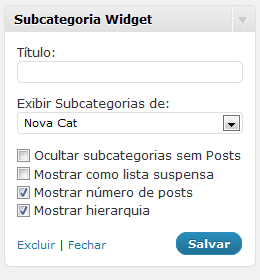 Subcategoria Widget
Título:
Exibir Subcategorias de:
Nova Cat
Ocultar subcategorias sem Posts
Mostrar como lista suspensa
Mostrar número de posts
Mostrar hierarquia
Excluir | Fechar
Salvar